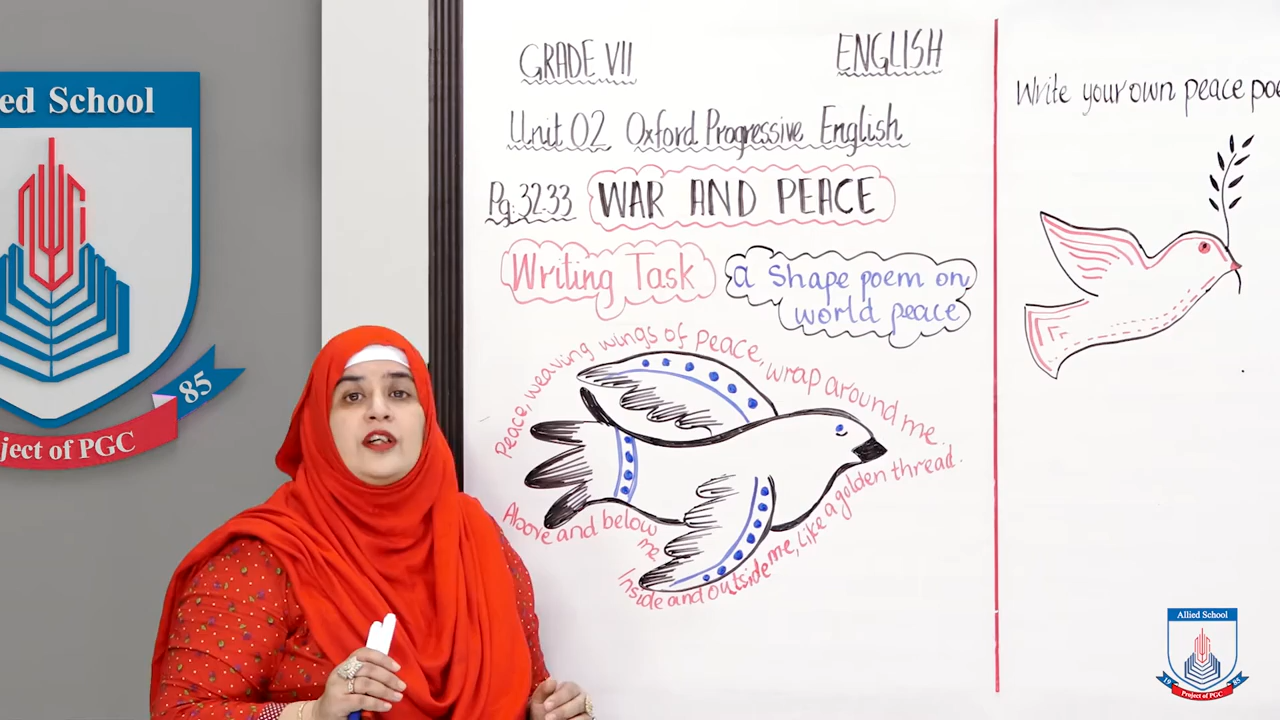 ed School
85
ject of PGC
GRADE VII
ENGLISH
Unit 02 Oxford Progressive English
Pg: 32.33
WAR AND PEACE
Writing Task
a Shape poem on
world peace
Peace, weaving wings of peace, wrap around me.
Above and below
me
Inside and outside me, like a golden thread.
Write your own peace poe
Allied School
19 85
Project of PGC